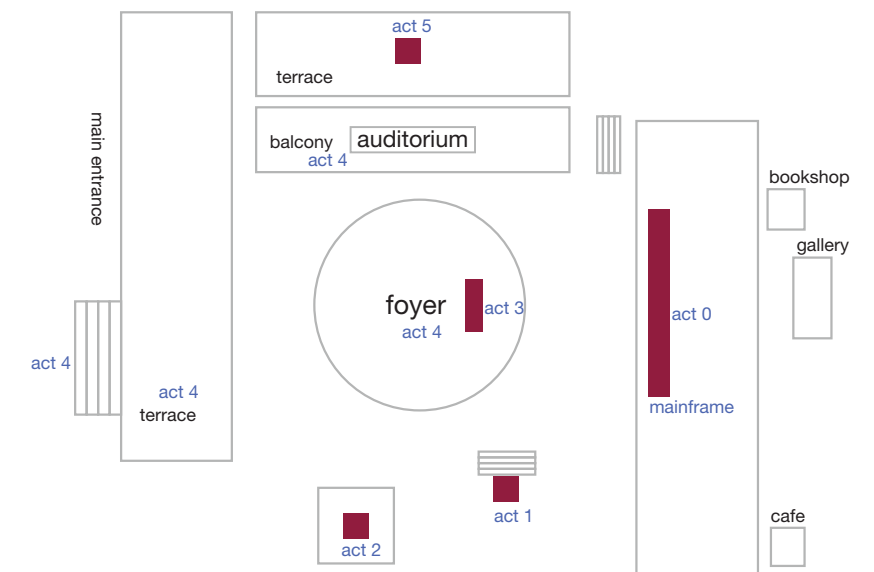 act 5
terrace
main entrance
balcony
auditorium
act 4
bookshop
gallery
foyer
act 3
act 4
act 0
act 4
act 4
terrace
mainframe
act 1
cafe
act 2